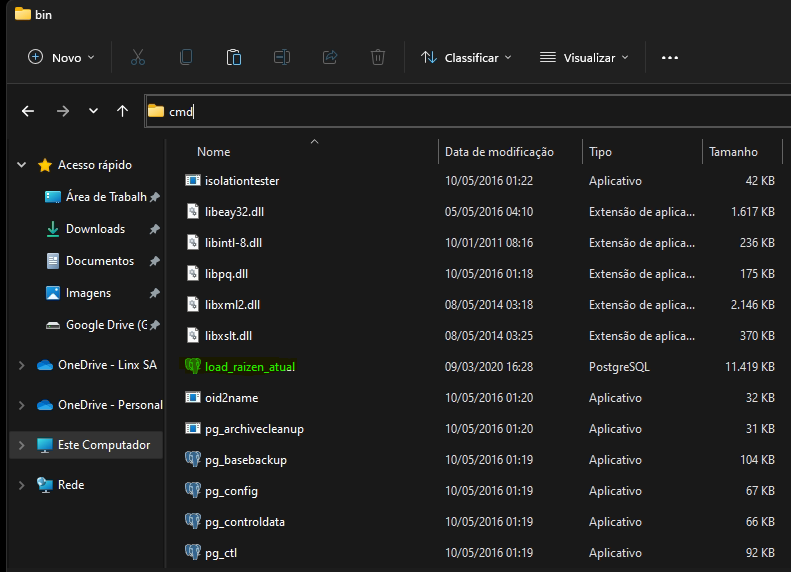 bin
Novo
Classificar
Visualizar
cmd
Nome Data de modificação Tipo Tamanho
Acesso rápido
Área de Trabalh
Downloads
Documentos
Imagens
Google Drive (G
OneDrive - Linx SA
OneDrive - Personal
Este Computador
Rede
isolationtester 10/05/2016 01:22 Aplicativo 42 KB
libeay32.dll 05/05/2016 04:10 Extensão de aplica... 1.617 KB
libintl-8.dll 10/01/2011 08:16 Extensão de aplica... 236 KB
libpq.dll 10/05/2016 01:18 Extensão de aplica... 175 KB
libxml2.dll 08/05/2014 03:18 Extensão de aplica... 2.146 KB
libxslt.dll 08/05/2014 03:25 Extensão de aplica... 370 KB
load_raizen_atual 09/03/2020 16:28 PostgreSQL 11.419 KB
oid2name 10/05/2016 01:20 Aplicativo 32 KB
pg_archivecleanup 10/05/2016 01:20 Aplicativo 31 KB
pg_basebackup 10/05/2016 01:19 Aplicativo 104 KB
pg_config 10/05/2016 01:19 Aplicativo 67 KB
pg_controldata 10/05/2016 01:19 Aplicativo 66 KB
pg_ctl 10/05/2016 01:19 Aplicativo 92 KB